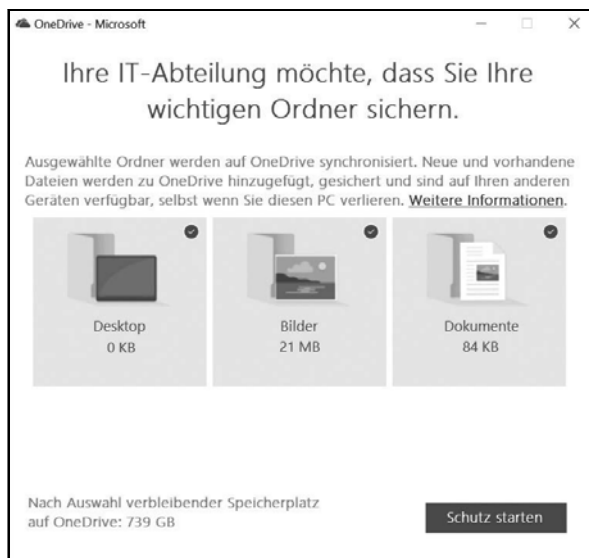 OneDrive - Microsoft
Ihre IT-Abteilung möchte, dass Sie Ihre
wichtigen Ordner sichern.
Ausgewählte Ordner werden auf OneDrive synchronisiert. Neue und vorhandene
Dateien werden zu OneDrive hinzugefügt, gesichert und sind auf Ihren anderen
Geräten verfügbar, selbst wenn Sie diesen PC verlieren. Weitere Informationen.
Desktop
0 KB
Bilder
21 MB
Dokumente
84 KB
Nach Auswahl verbleibender Speicherplatz
auf OneDrive: 739 GB
Schutz starten